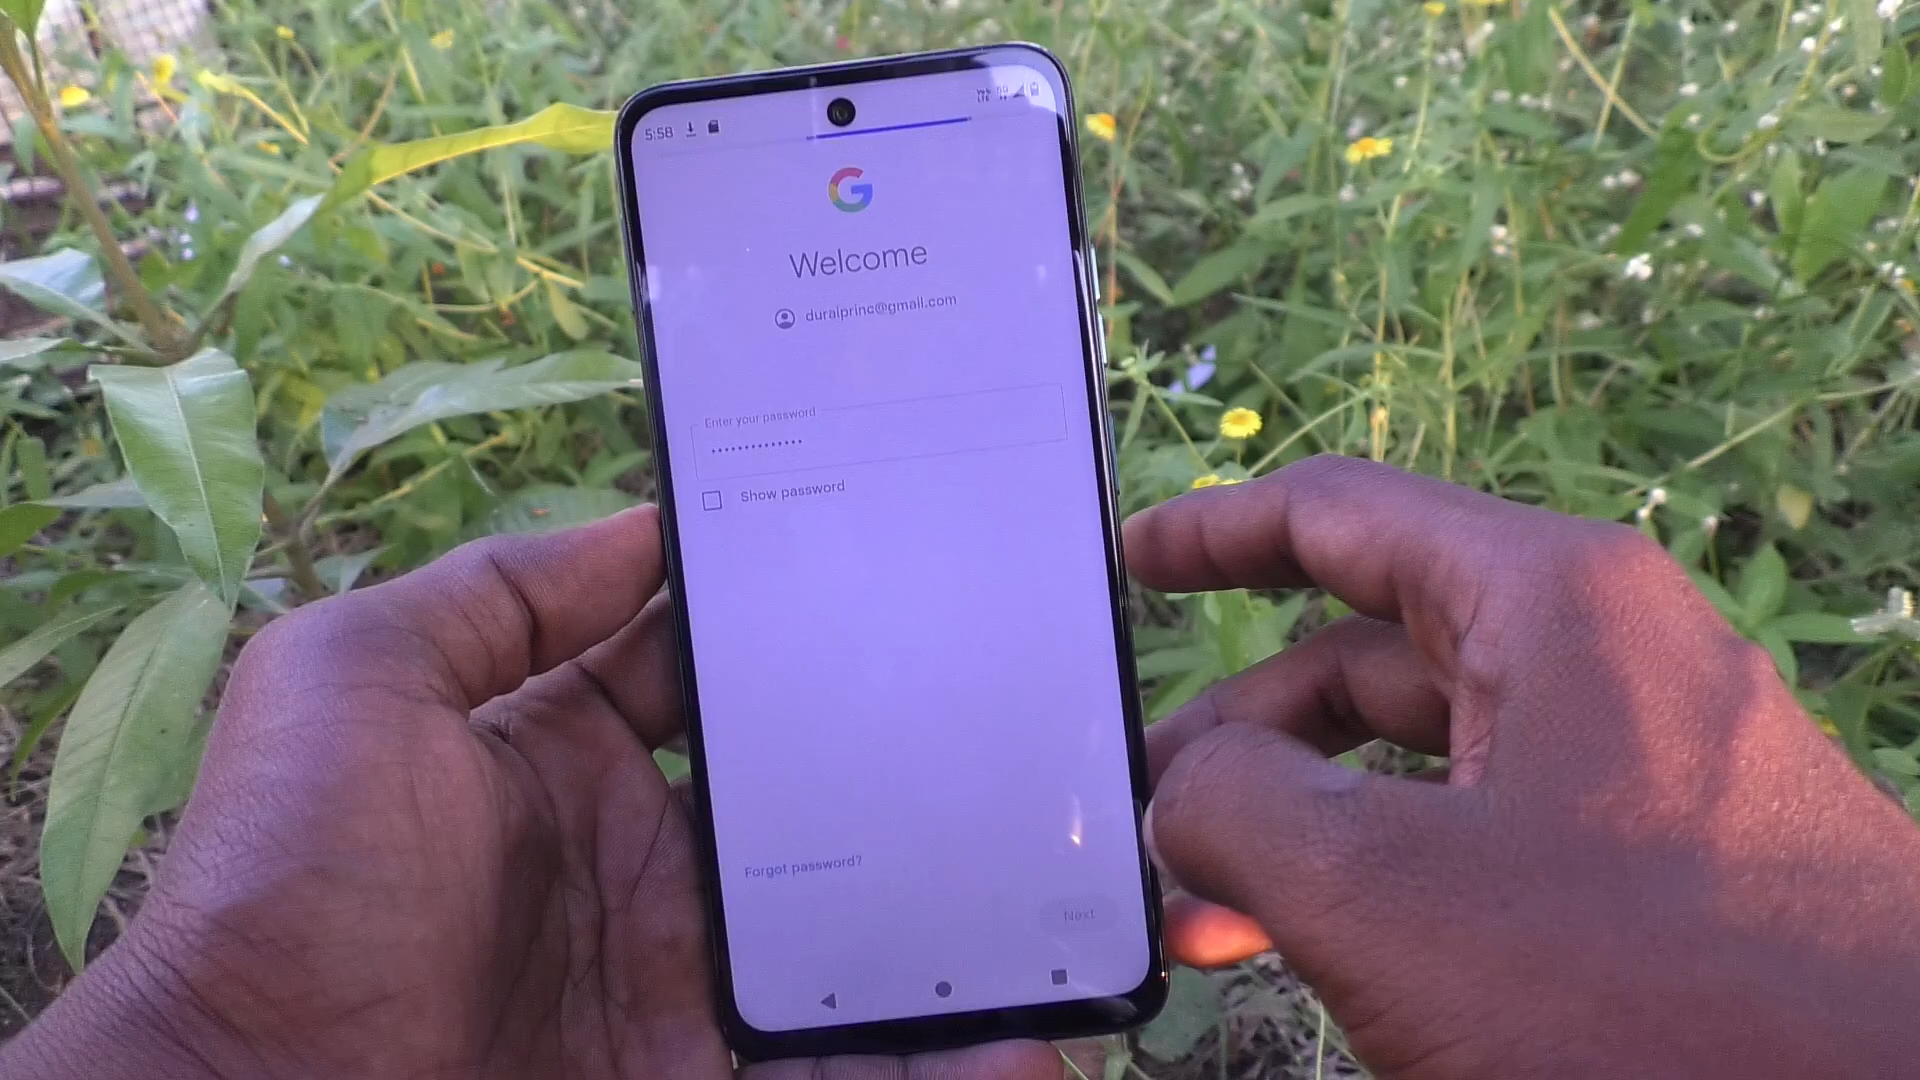 5:58
Welcome
duraiprinc@gmail.com
Enter your password
Show password
Forgot password?
Next